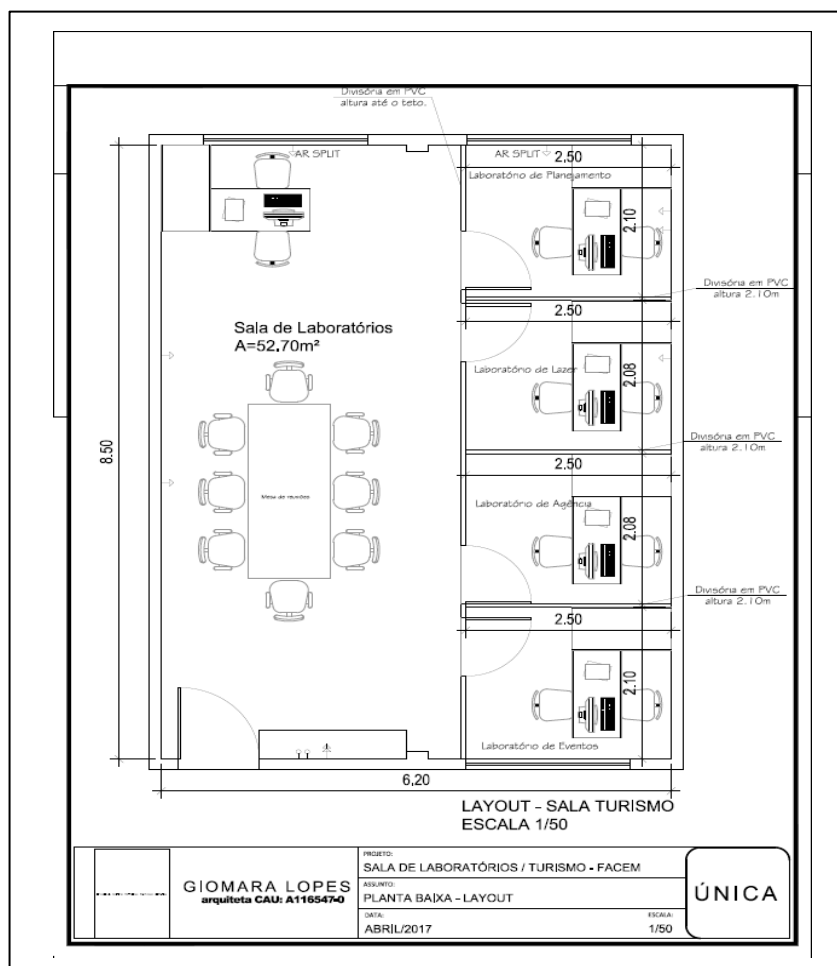 Divisória em PVC
altura até o teto.
AR SPLIT
AR SPLIT
2,50
Laboratório de Planejamento
2.10
Divisória em PVC
altura 2.10m
2.50
Sala de Laboratórios
A=52,70m²
Laboratório de Lazer
2.08
8.50
Divisória em PVC
altura 2.10m
2.50
Mesa de reuniões
Laboratório de Agência
2.08
Divisória em PVC
altura 2.10m
2.50
2.10
Laboratório de Eventos
6,20
LAYOUT - SALA TURISMO
ESCALA 1/50
GIOMARA LOPES
arquiteta CAU: A116547-0
PROJETO:
SALA DE LABORATÓRIOS / TURISMO - FACEM
ASSUNTO:
PLANTA BAIXA - LAYOUT
DATA:
ABRIL/2017
ESCALA:
1/50
ÚNICA